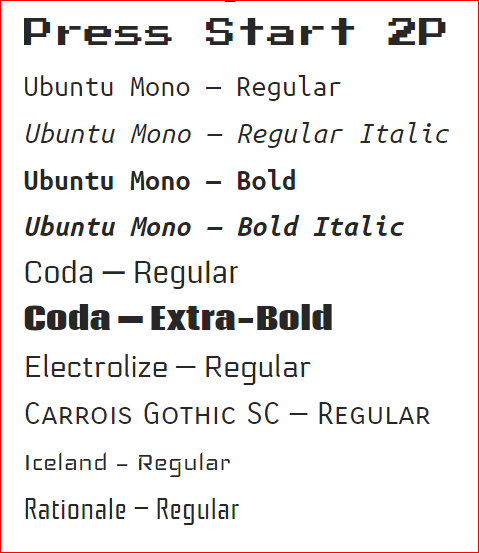 Press Start 2P
Ubuntu Mono – Regular
Ubuntu Mono – Regular Italic
Ubuntu Mono – Bold
Ubuntu Mono – Bold Italic
Coda – Regular
Coda – Extra-Bold
Electrolize – Regular
Carrois Gothic SC – Regular
Iceland – Regular
Rationale – Regular